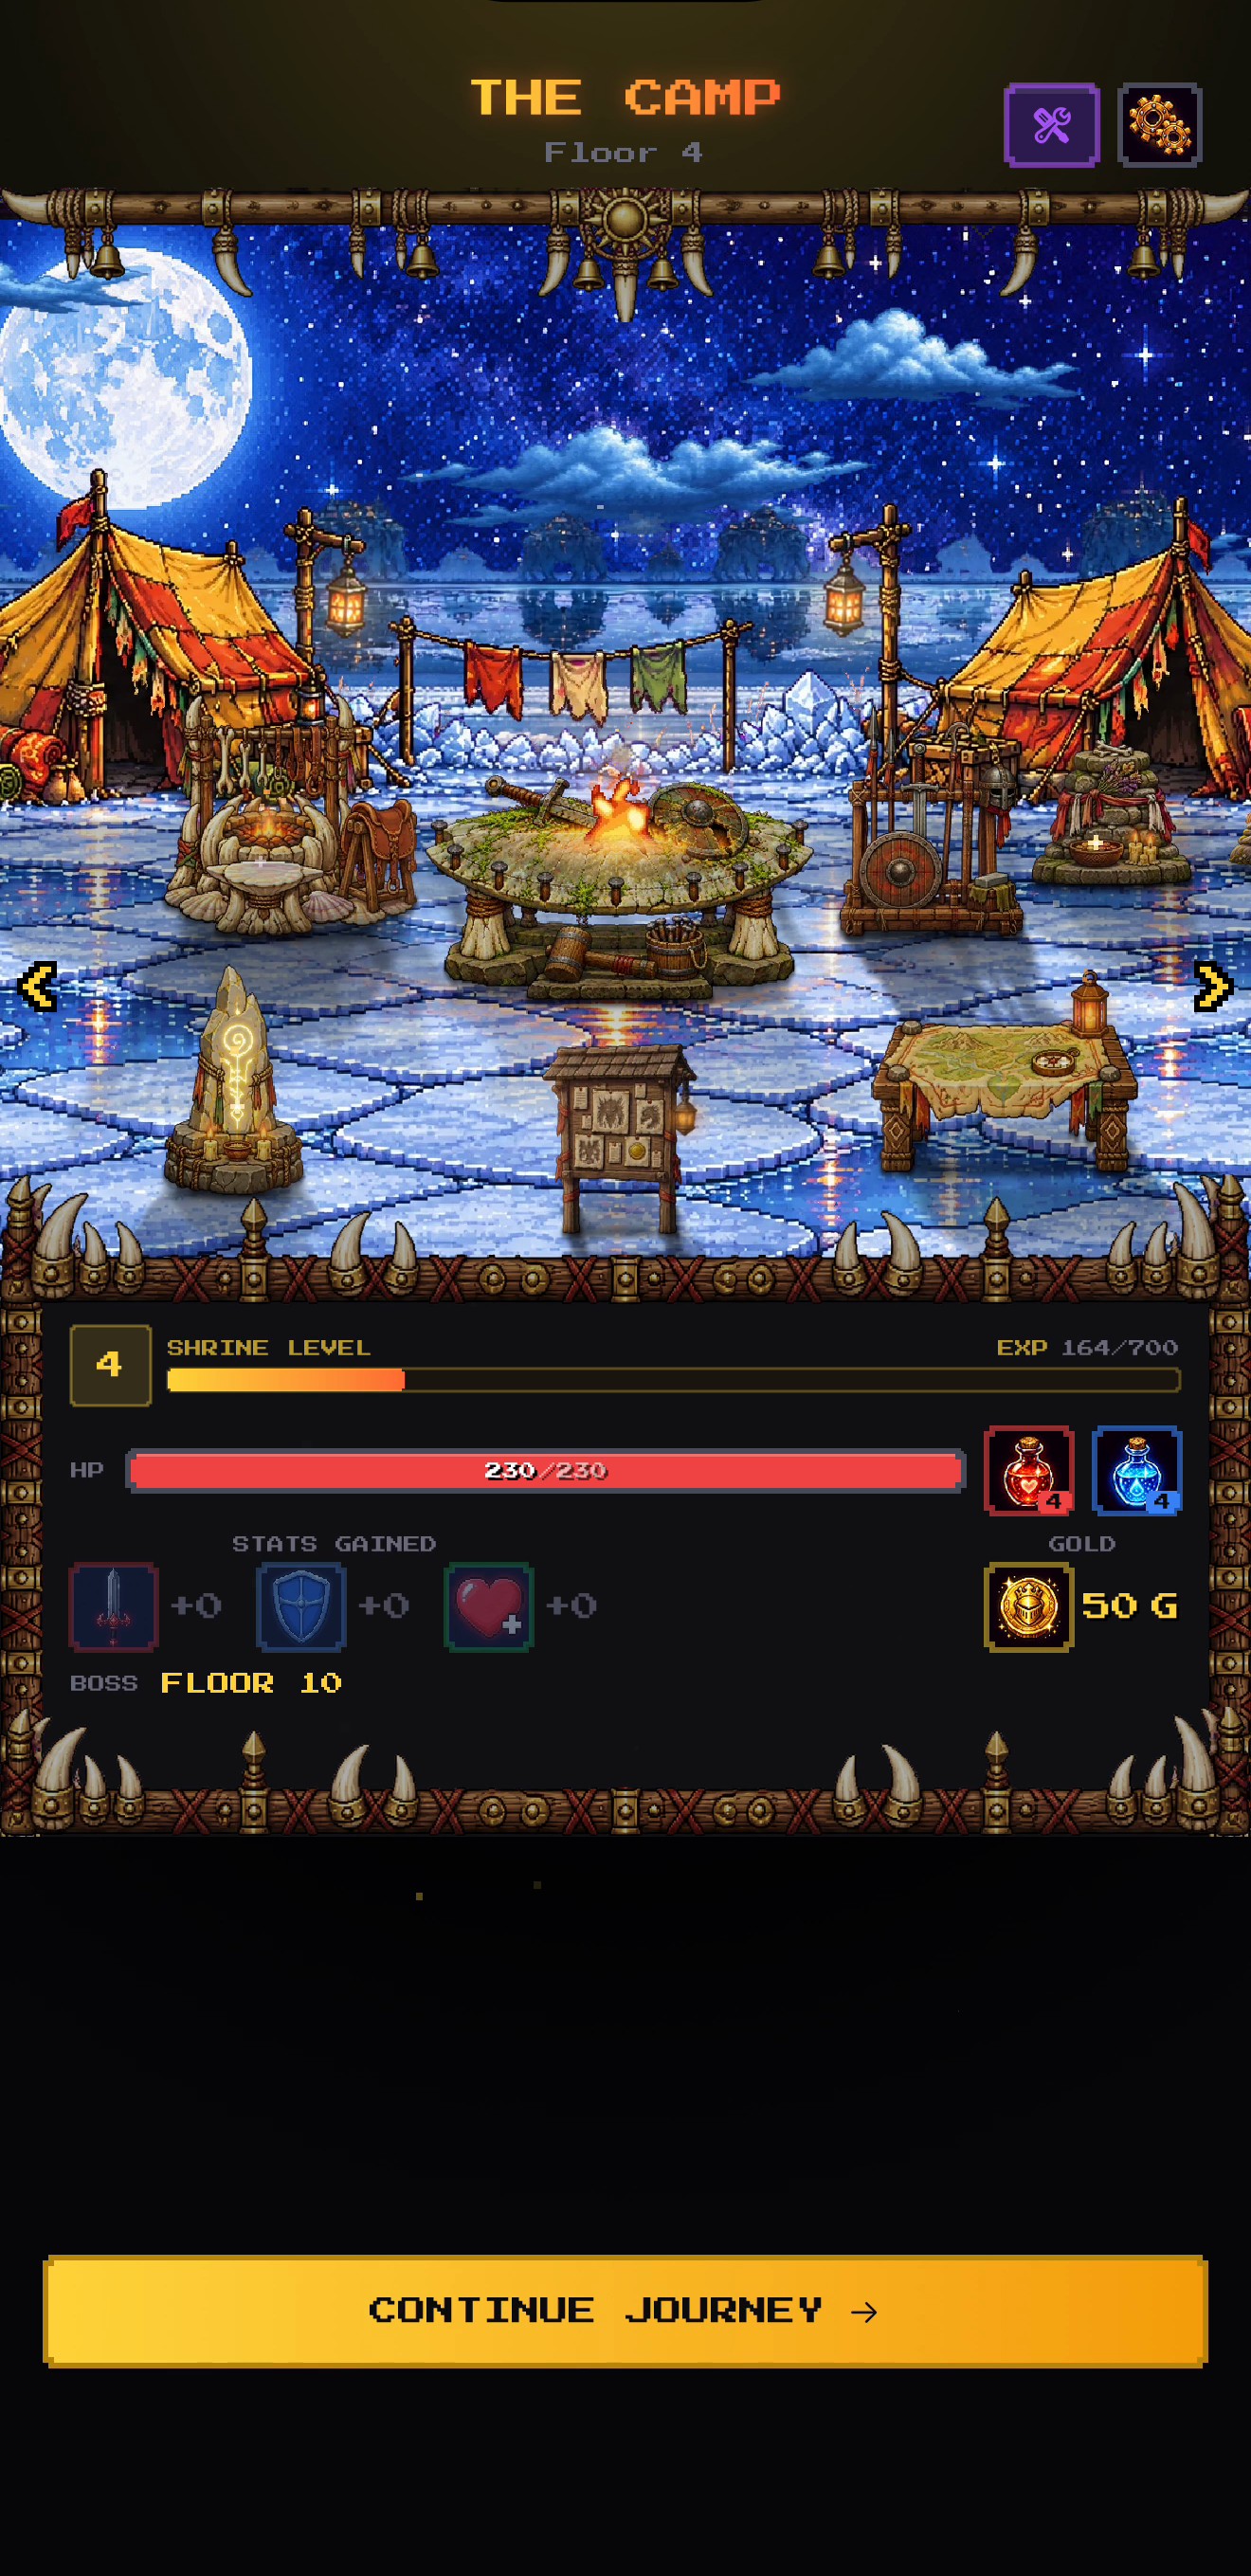 THE CAMP
Floor 4
4
SHRINE LEVEL
EXP 164/700
HP
230/230
4
4
STATS GAINED
GOLD
+0
+0
+0
50 G
BOSS FLOOR 10
CONTINUE JOURNEY →